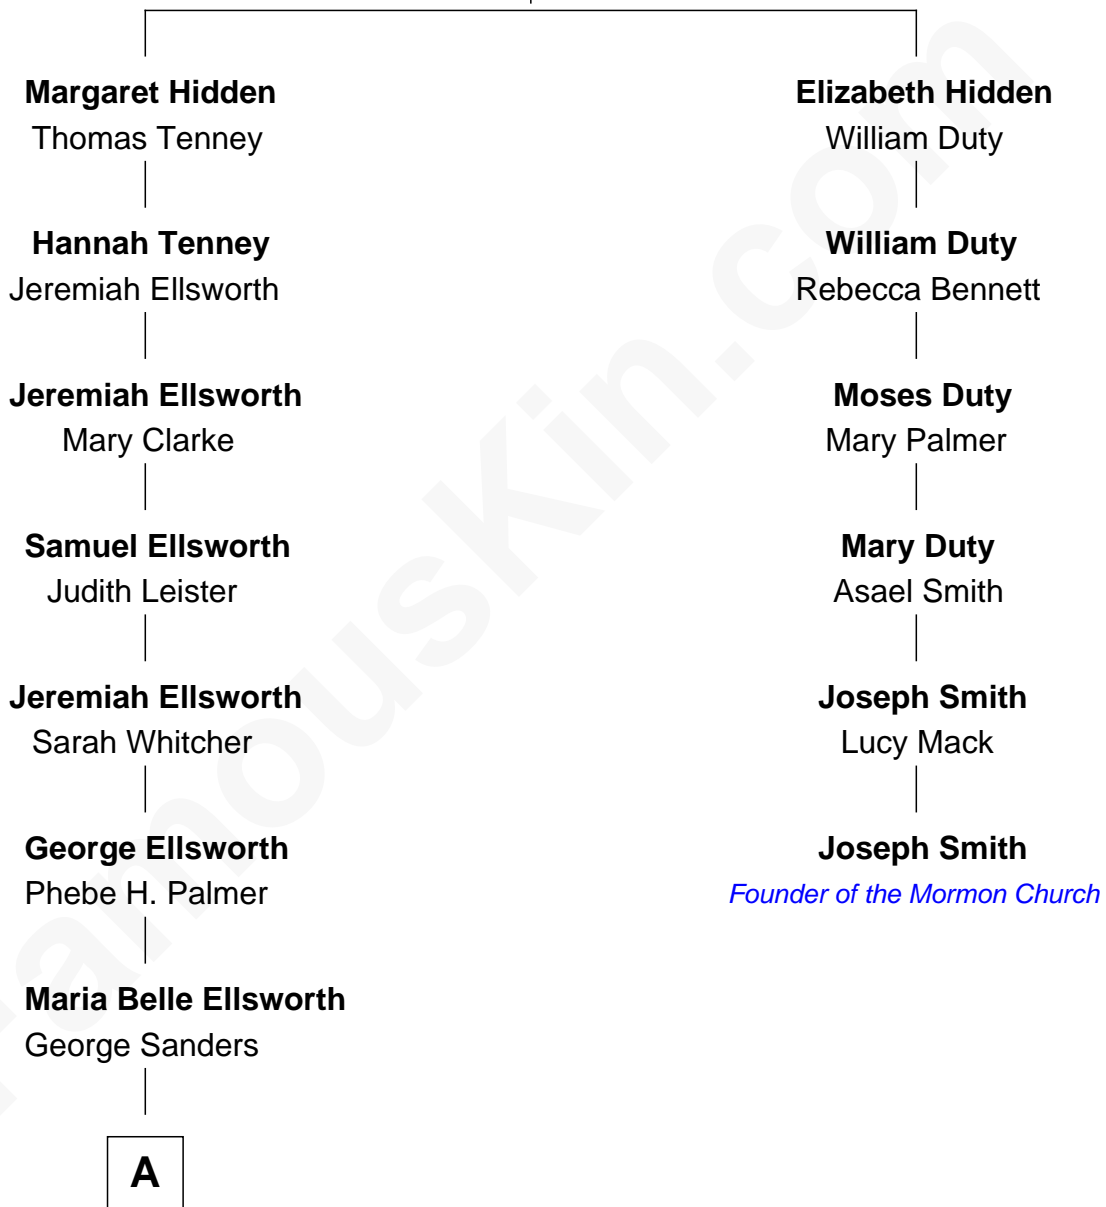 Margaret Hidden
Thomas Tenney
Hannah Tenney
Jeremiah Ellsworth
Jeremiah Ellsworth
Mary Clarke
Samuel Ellsworth
Judith Leister
Jeremiah Ellsworth
Sarah Whitcher
George Ellsworth
Phebe H. Palmer
Maria Belle Ellsworth
George Sanders
A
Elizabeth Hidden
William Duty
William Duty
Rebecca Bennett
Moses Duty
Mary Palmer
Mary Duty
Asael Smith
Joseph Smith
Lucy Mack
Joseph Smith
Founder of the Mormon Church
FamousKin.com